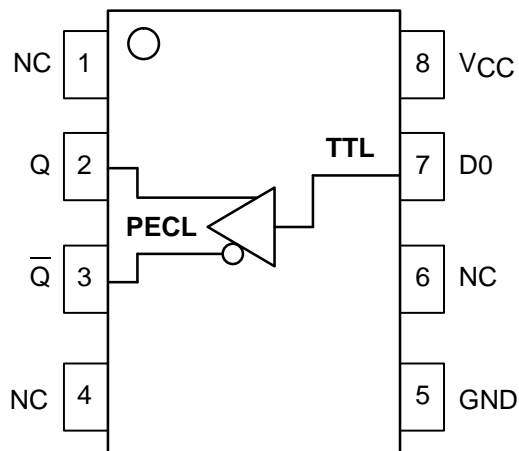 NC 1 8 VCC
TTL
Q 2 7 D0
PECL
Q̅ 3 6 NC
NC 4 5 GND